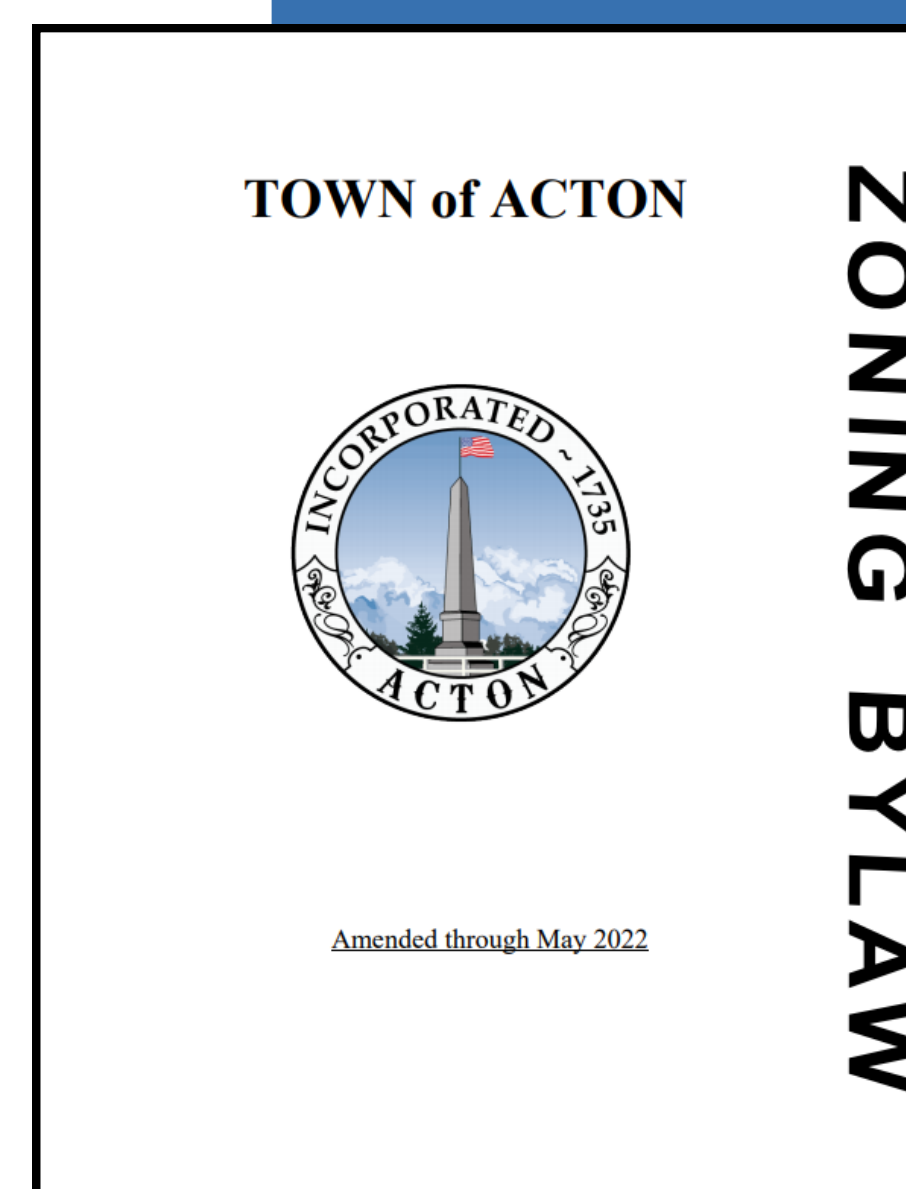 TOWN of ACTON
INCORPORATED ~ 1735
ACTON
Amended through May 2022
ZONING BYLAW